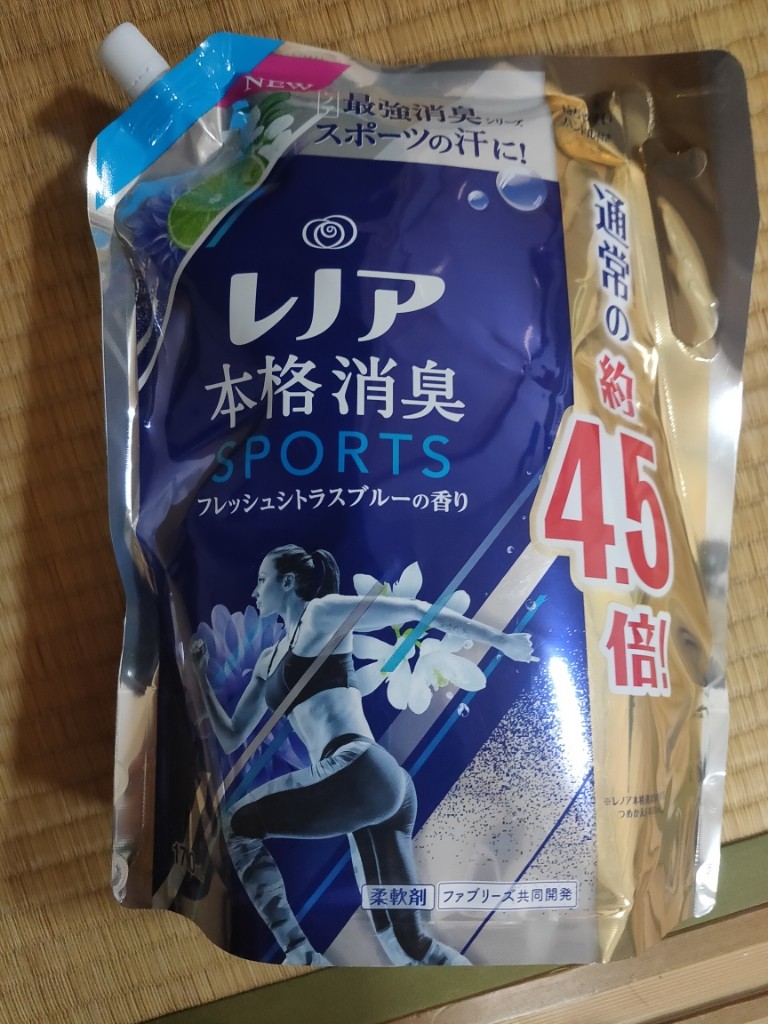 NEW
最強消臭シリーズ
スポーツの汗に!
レノア
本格消臭
SPORTS
フレッシュシトラスブルーの香り
通常の
約
4.5
倍!
柔軟剤
ファブリーズ共同開発